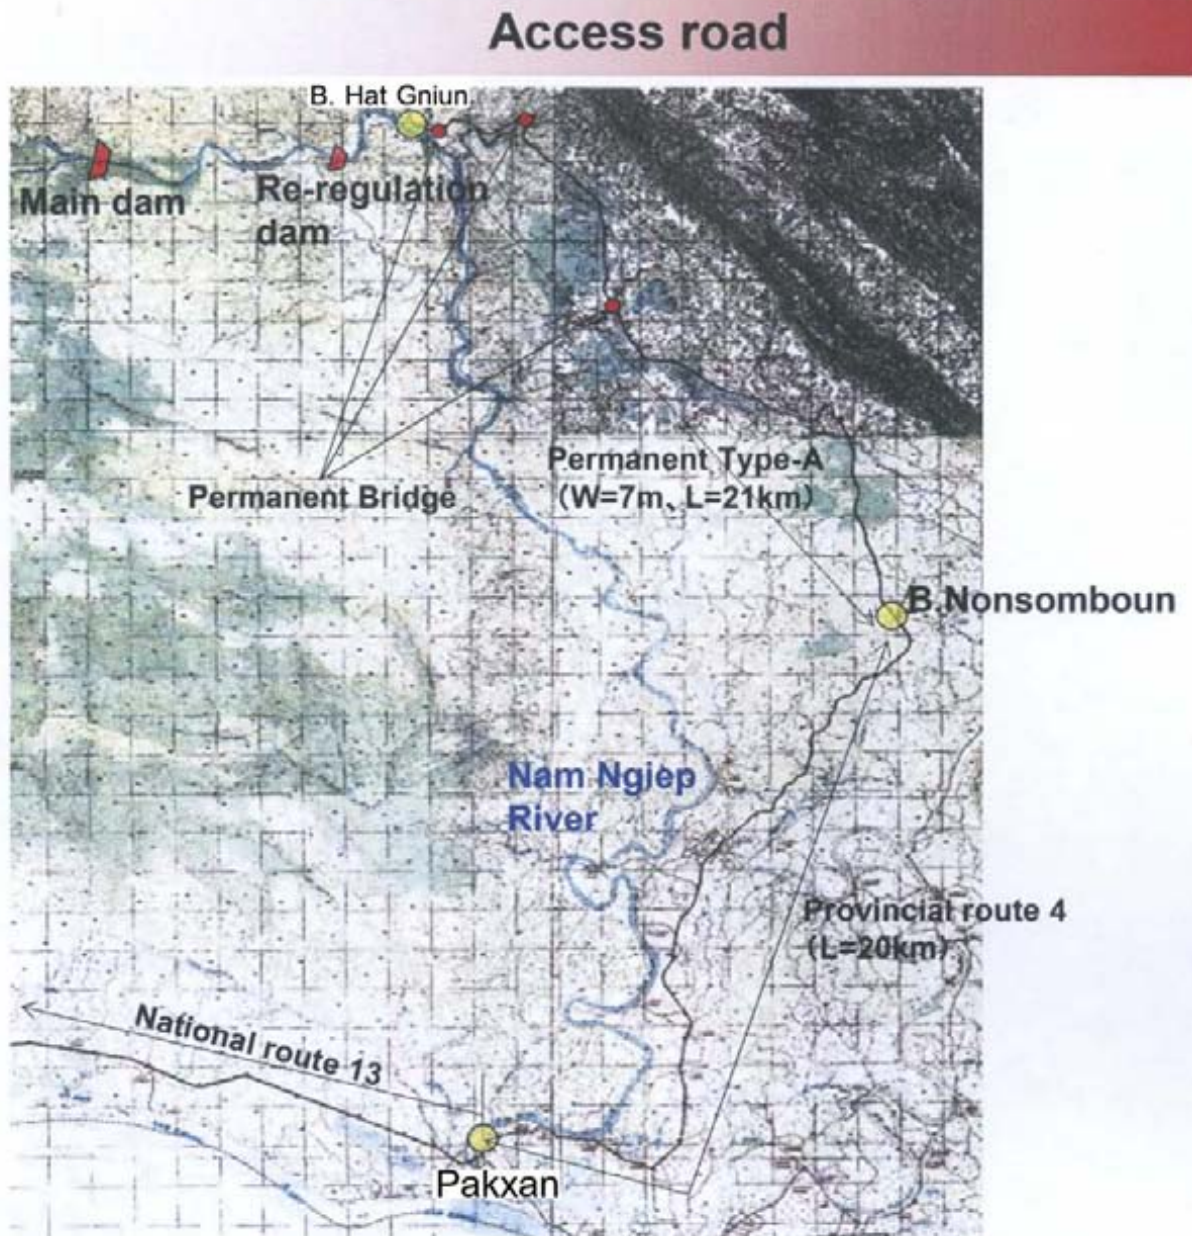 Access road
B. Hat Gniun
Main dam
Re-regulation
dam
Permanent Type-A
(W=7m、L=21km)
Permanent Bridge
B.Nonsomboun
Nam Ngiep
River
Provincial route 4
(L=20km)
National route 13
Pakxan